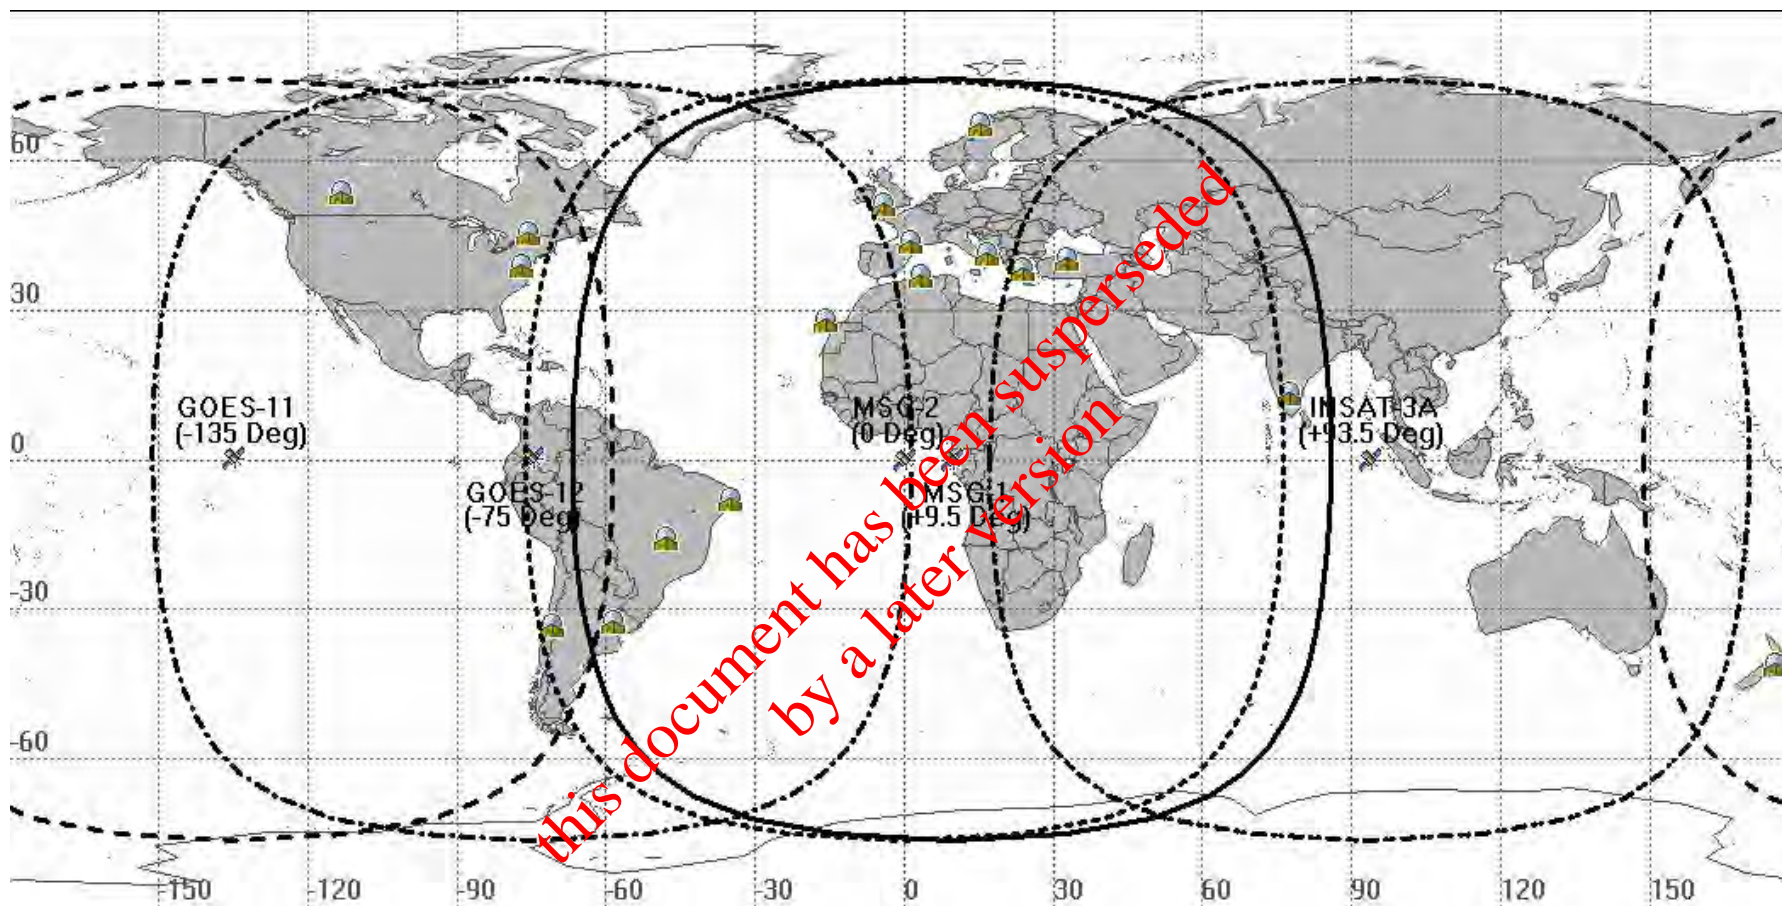 60
30
GOES-11
(-135 Deg)
MSG-2
(0 Deg)
INSAT-3A
(+93.5 Deg)
0
GOES-12
(-75 Deg)
MSG-1
(+9.5 Deg)
this document has been susperseded
by a later version
-30
-60
-150
-120
-90
-60
-30
0
30
60
90
120
150